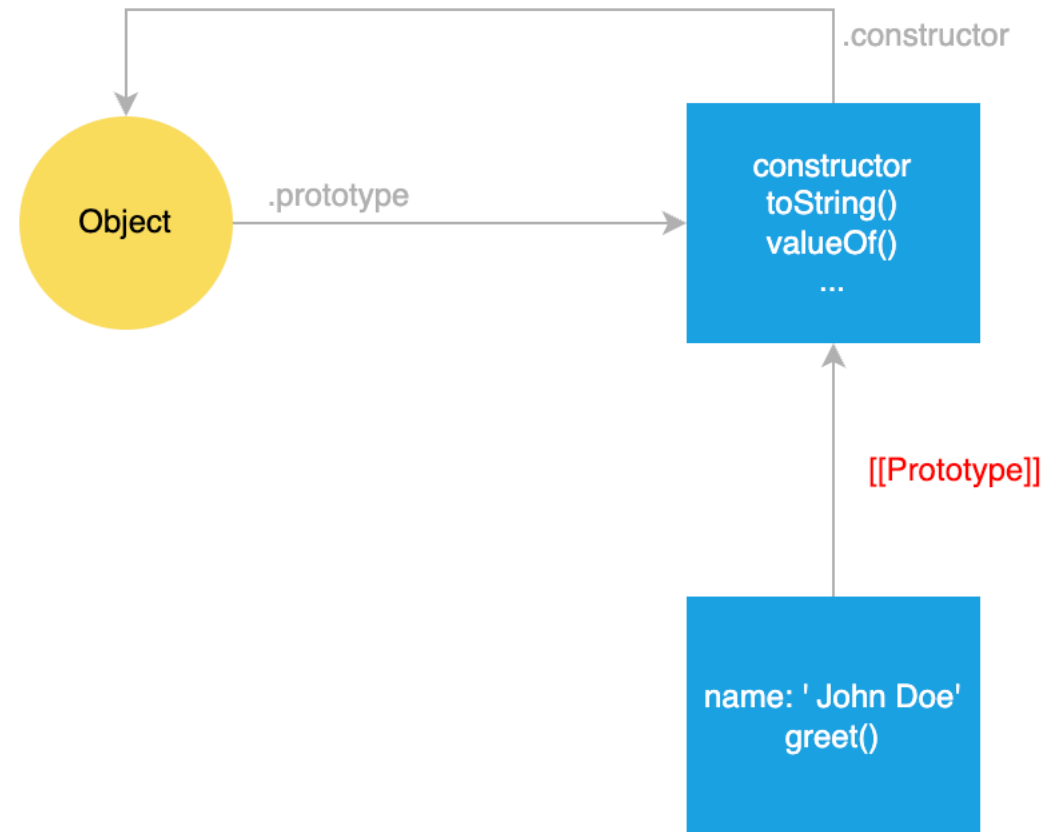 .constructor
Object
.prototype
constructor
toString()
valueOf()
...
[[Prototype]]
name: ' John Doe'
greet()